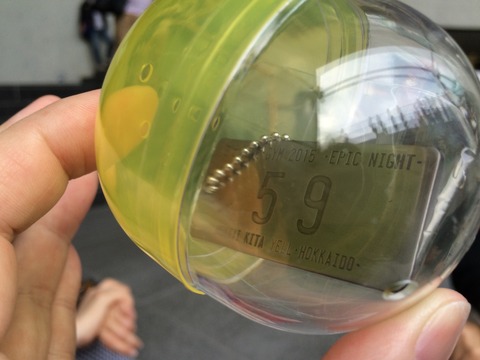 2016 -EPIC NIGHT-
59
KITA -HOKKAIDO-